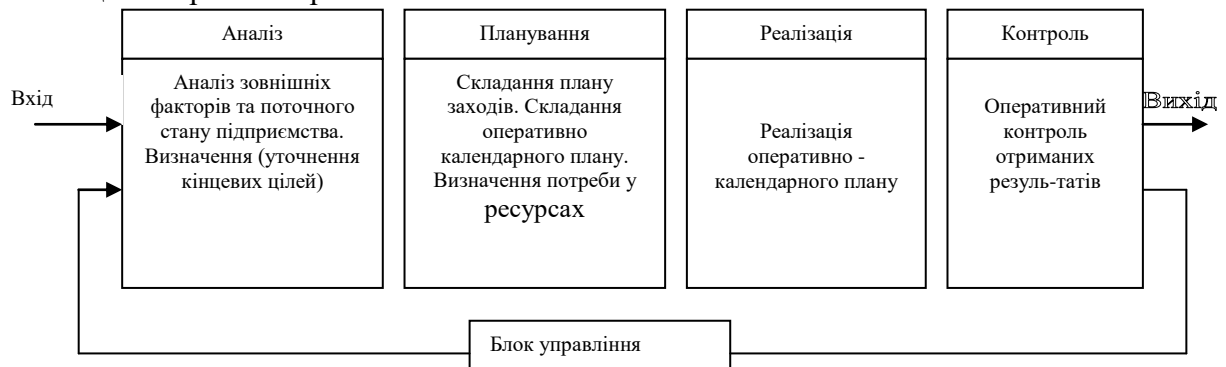 Аналіз
Планування
Реалізація
Контроль
Вхід
Аналіз зовнішніх
факторів та поточного
стану підприємства.
Визначення (уточнення
кінцевих цілей)
Складання плану
заходів. Складання
оперативно
календарного плану.
Визначення потреби у
ресурсах
Реалізація
оперативно -
календарного плану
Оперативний
контроль
отриманих
резуль-татів
Вихід
Блок управління